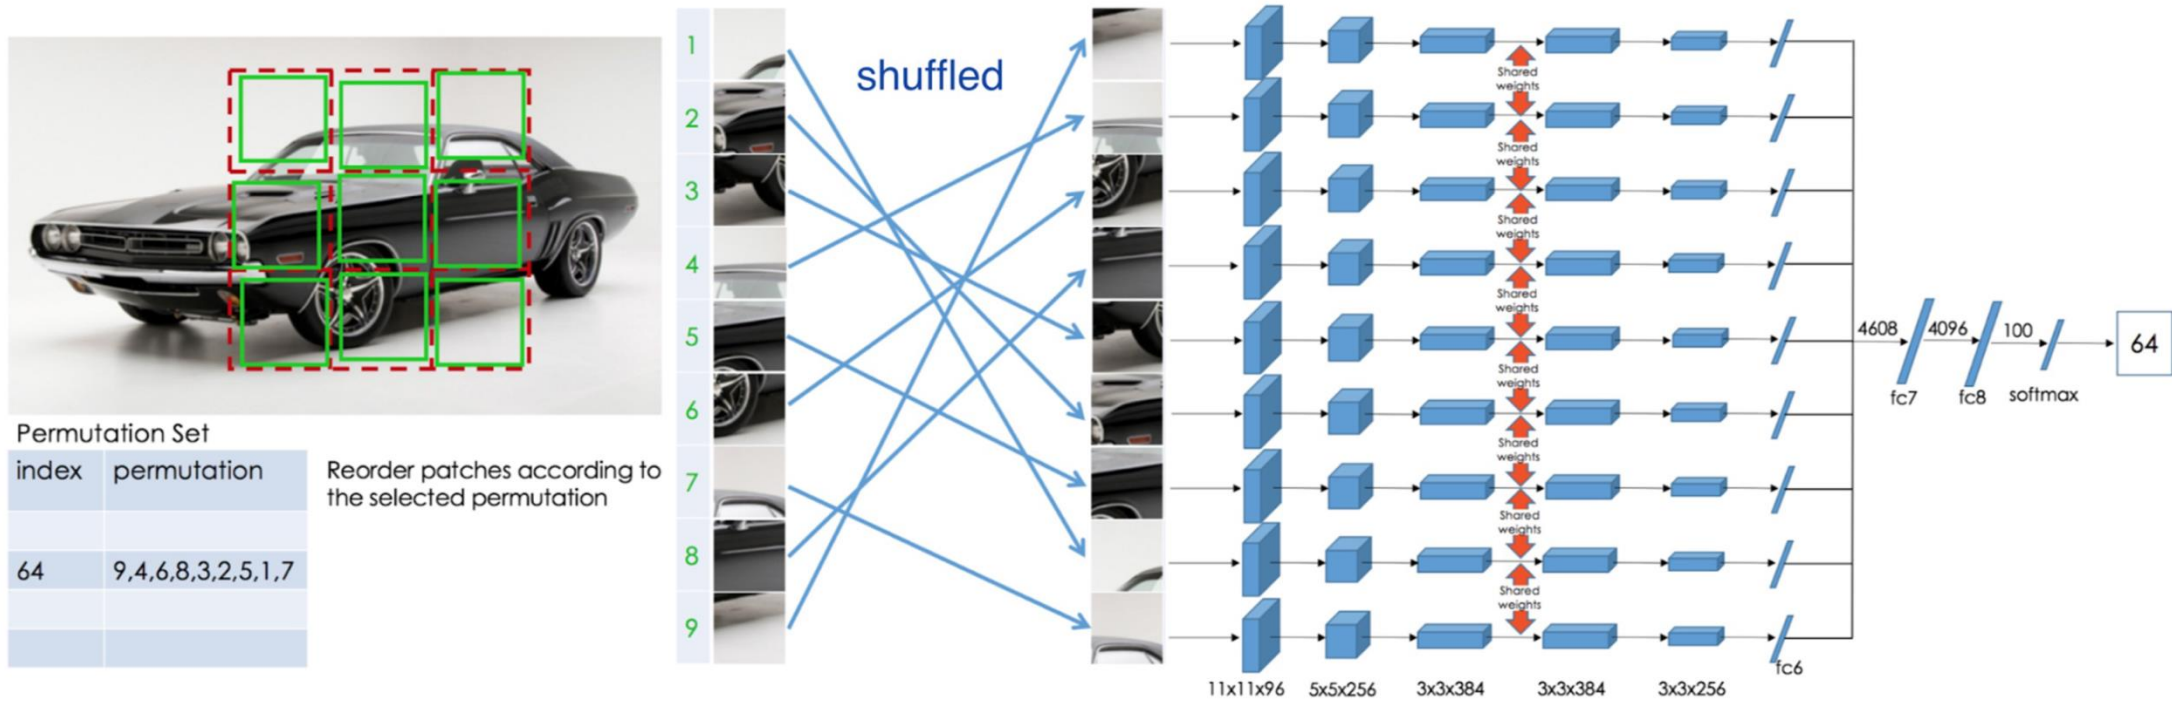 Permutation Set
index permutation
64 9,4,6,8,3,2,5,1,7
Reorder patches according to
the selected permutation
1
2
3
4
5
6
7
8
9
shuffled
Shared
weights
Shared
weights
Shared
weights
Shared
weights
Shared
weights
Shared
weights
Shared
weights
Shared
weights
11x11x96 5x5x256 3x3x384 3x3x384 3x3x256
fc6
4608 4096 100
fc7 fc8 softmax
64